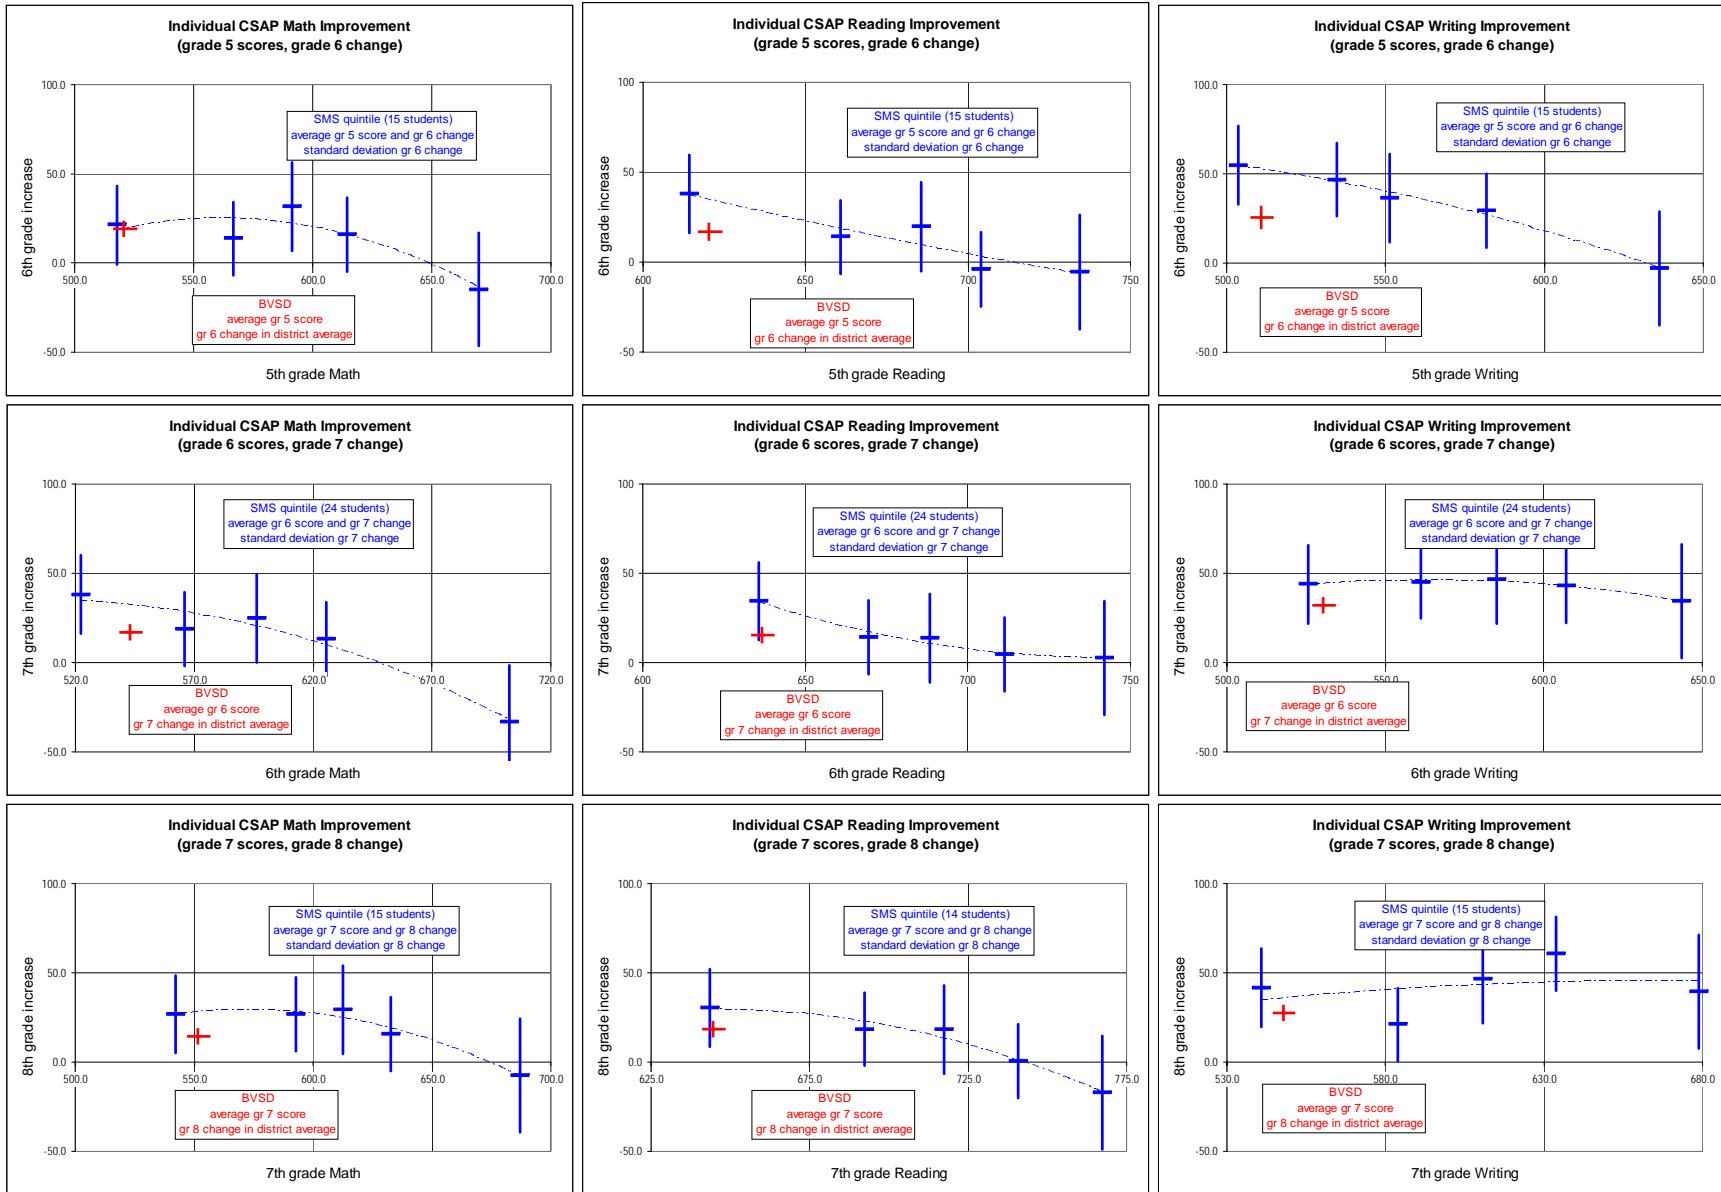 Individual CSAP Math Improvement
(grade 5 scores, grade 6 change)
100.0
50.0
0.0
-50.0
500.0
550.0
600.0
650.0
700.0
6th grade increase
SMS quintile (15 students)
average gr 5 score and gr 6 change
standard deviation gr 6 change
BVSD
average gr 5 score
gr 6 change in district average
5th grade Math
Individual CSAP Reading Improvement
(grade 5 scores, grade 6 change)
100
50
0
-50
600
650
700
750
6th grade increase
SMS quintile (15 students)
average gr 5 score and gr 6 change
standard deviation gr 6 change
BVSD
average gr 5 score
gr 6 change in district average
5th grade Reading
Individual CSAP Writing Improvement
(grade 5 scores, grade 6 change)
100.0
50.0
0.0
-50.0
500.0
550.0
600.0
650.0
6th grade increase
SMS quintile (15 students)
average gr 5 score and gr 6 change
standard deviation gr 6 change
BVSD
average gr 5 score
gr 6 change in district average
5th grade Writing
Individual CSAP Math Improvement
(grade 6 scores, grade 7 change)
100.0
50.0
0.0
-50.0
520.0
570.0
620.0
670.0
720.0
7th grade increase
SMS quintile (24 students)
average gr 6 score and gr 7 change
standard deviation gr 7 change
BVSD
average gr 6 score
gr 7 change in district average
6th grade Math
Individual CSAP Reading Improvement
(grade 6 scores, grade 7 change)
100
50
0
-50
600
650
700
750
7th grade increase
SMS quintile (24 students)
average gr 6 score and gr 7 change
standard deviation gr 7 change
BVSD
average gr 6 score
gr 7 change in district average
6th grade Reading
Individual CSAP Writing Improvement
(grade 6 scores, grade 7 change)
100.0
50.0
0.0
-50.0
500.0
550.0
600.0
650.0
7th grade increase
SMS quintile (24 students)
average gr 6 score and gr 7 change
standard deviation gr 7 change
BVSD
average gr 6 score
gr 7 change in district average
6th grade Writing
Individual CSAP Math Improvement
(grade 7 scores, grade 8 change)
100.0
50.0
0.0
-50.0
500.0
550.0
600.0
650.0
700.0
8th grade increase
SMS quintile (15 students)
average gr 7 score and gr 8 change
standard deviation gr 8 change
BVSD
average gr 7 score
gr 8 change in district average
7th grade Math
Individual CSAP Reading Improvement
(grade 7 scores, grade 8 change)
100.0
50.0
0.0
-50.0
625.0
675.0
725.0
775.0
8th grade increase
SMS quintile (14 students)
average gr 7 score and gr 8 change
standard deviation gr 8 change
BVSD
average gr 7 score
gr 8 change in district average
7th grade Reading
Individual CSAP Writing Improvement
(grade 7 scores, grade 8 change)
100.0
50.0
0.0
-50.0
530.0
580.0
630.0
680.0
8th grade increase
SMS quintile (15 students)
average gr 7 score and gr 8 change
standard deviation gr 8 change
BVSD
average gr 7 score
gr 8 change in district average
7th grade Writing